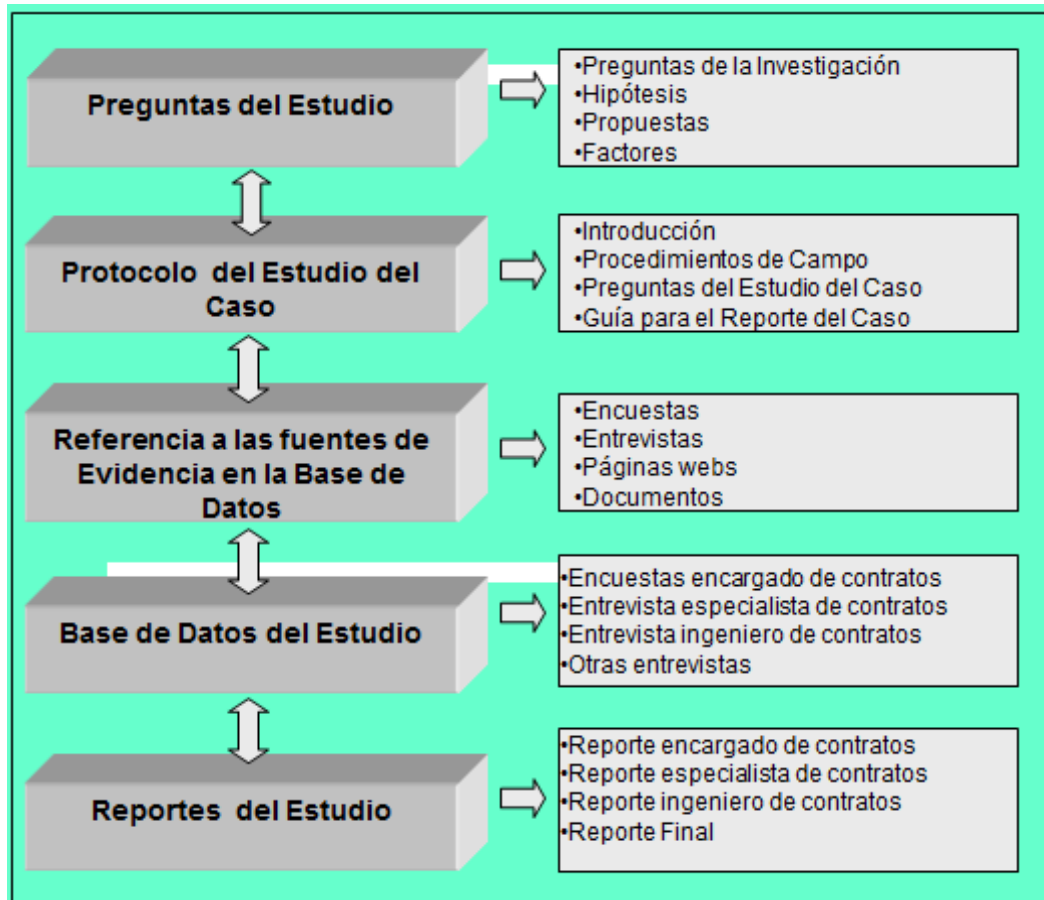 Preguntas del Estudio
•Preguntas de la Investigación
•Hipótesis
•Propuestas
•Factores
Protocolo del Estudio del
Caso
•Introducción
•Procedimientos de Campo
•Preguntas del Estudio del Caso
•Guía para el Reporte del Caso
Referencia a las fuentes de
Evidencia en la Base de
Datos
•Encuestas
•Entrevistas
•Páginas webs
•Documentos
Base de Datos del Estudio
•Encuestas encargado de contratos
•Entrevista especialista de contratos
•Entrevista ingeniero de contratos
•Otras entrevistas
Reportes del Estudio
•Reporte encargado de contratos
•Reporte especialista de contratos
•Reporte ingeniero de contratos
•Reporte Final